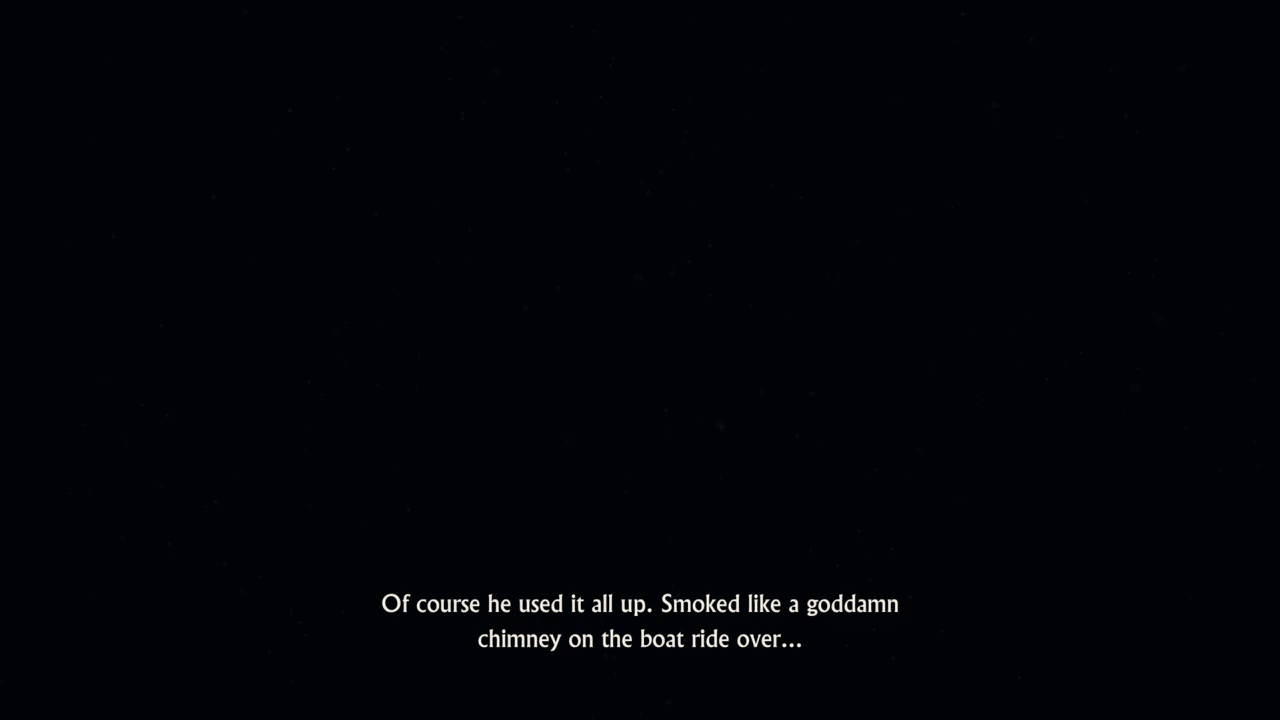 Of course he used it all up. Smoked like a goddamn
chimney on the boat ride over...